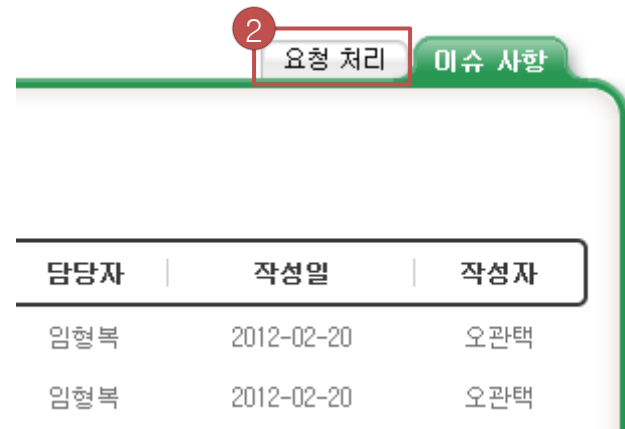 2
요청 처리 이슈 사항
담당자 작성일 작성자
임형복 2012-02-20 오관택
임형복 2012-02-20 오관택